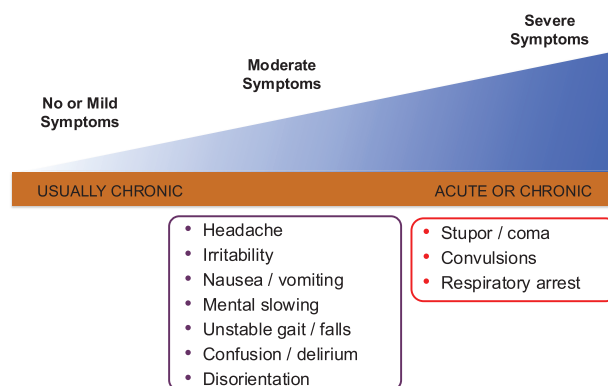 Severe
Symptoms
Moderate
Symptoms
No or Mild
Symptoms
USUALLY CHRONIC
ACUTE OR CHRONIC
• Headache
• Irritability
• Nausea / vomiting
• Mental slowing
• Unstable gait / falls
• Confusion / delirium
• Disorientation
• Stupor / coma
• Convulsions
• Respiratory arrest